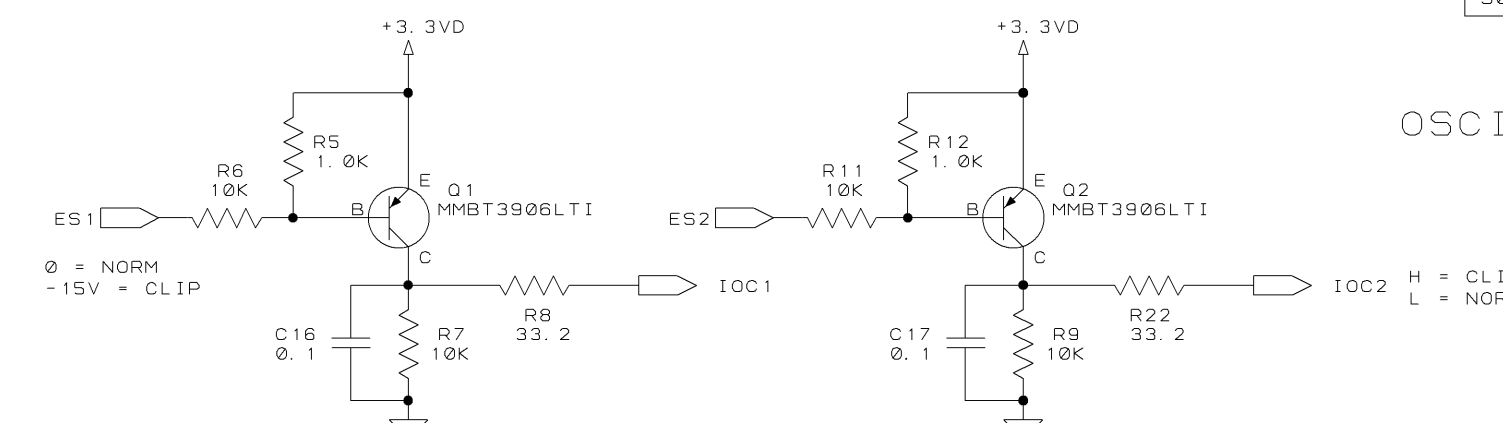 +3.3VD
+3.3VD
OSCI
R5
1.0K
R12
1.0K
R6
10K
R11
10K
E
Q1
MMBT3906LTI
E
Q2
MMBT3906LTI
ES1
B
ES2
B
C
C
Ø = NORM
-15V = CLIP
IOC1
IOC2
H = CLI
L = NOR
R8
33.2
R22
33.2
C16
0.1
R7
10K
C17
0.1
R9
10K